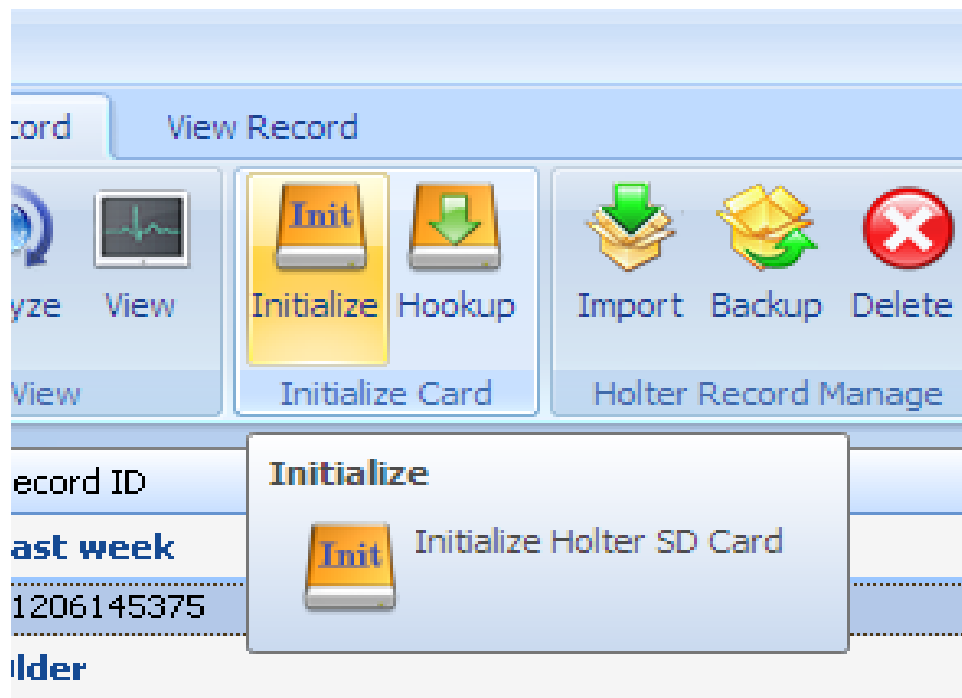 cord View Record
Init
yze View Initialize Hookup Import Backup Delete
View Initialize Card Holter Record Manage
ecord ID
Initialize
ast week
Init Initialize Holter SD Card
1206145375
lder